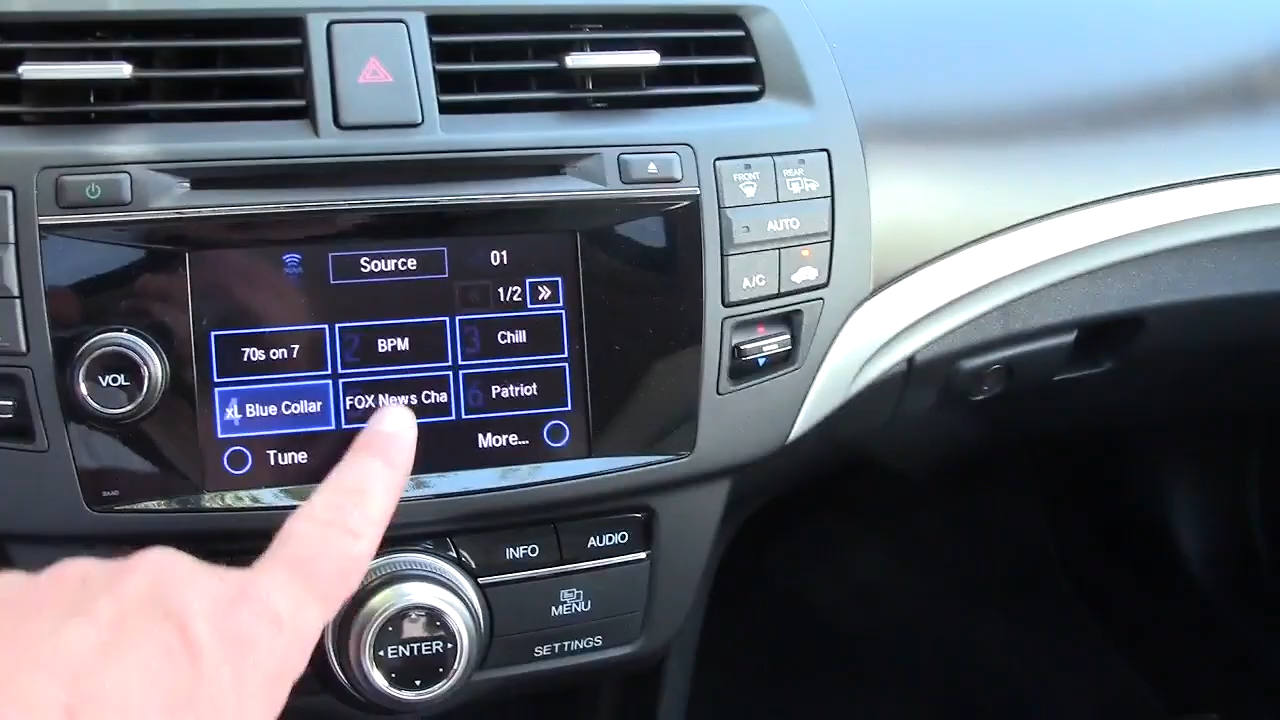 FRONT
REAR
AUTO
A/C
Source
01
1/2
70s on 7
2 BPM
3 Chill
4 xL Blue Collar
FOX News Cha
6 Patriot
Tune
More...
VOL
INFO
AUDIO
MENU
ENTER
SETTINGS